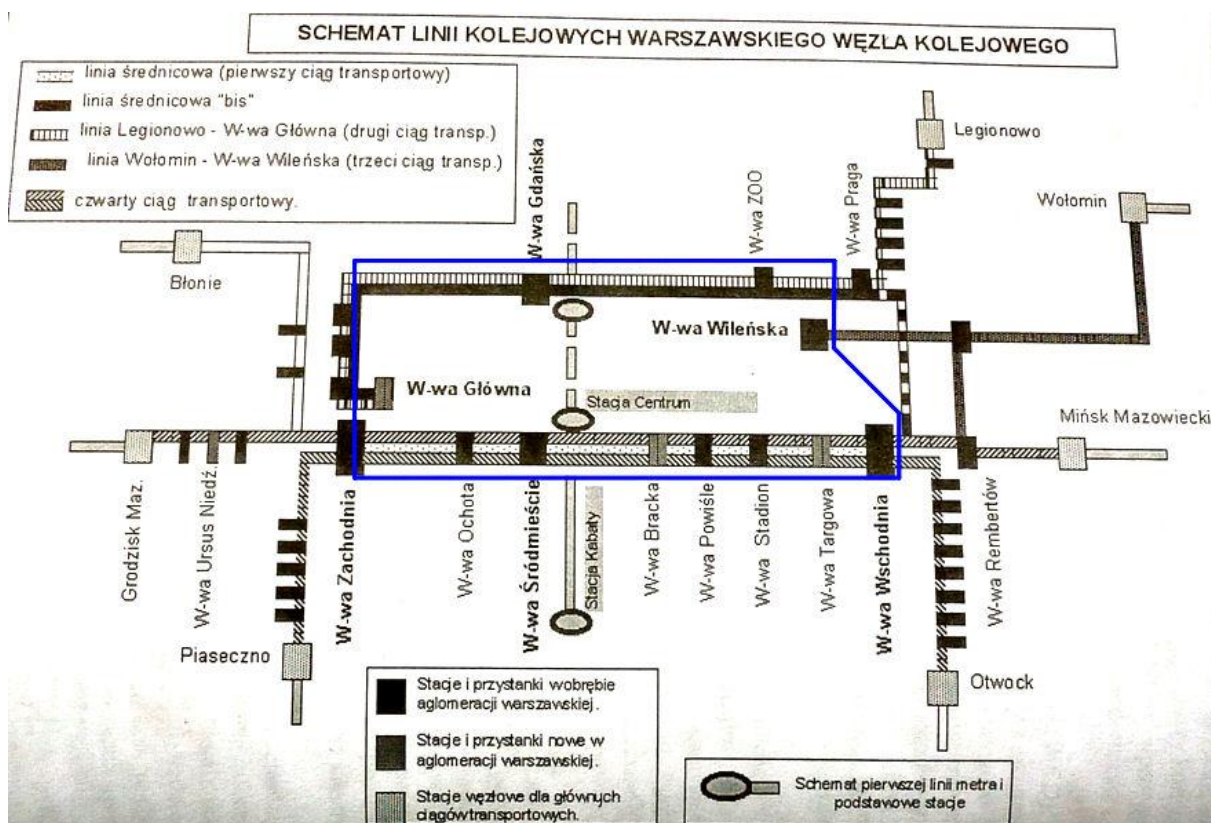 SCHEMAT LINII KOLEJOWYCH WARSZAWSKIEGO WĘZŁA KOLEJOWEGO
linia średnicowa (pierwszy ciąg transportowy)
linia średnicowa "bis"
linia Legionowo - W-wa Główna (drugi ciąg transp.)
linia Wołomin - W-wa Wileńska (trzeci ciąg transp.)
czwarty ciąg transportowy.
Legionowo
W-wa Gdańska
W-wa ZOO
W-wa Praga
Wołomin
Błonie
W-wa Wileńska
W-wa Główna
Stacja Centrum
Mińsk Mazowiecki
Grodzisk Maz.
W-wa Ursus Niedź.
W-wa Zachodnia
W-wa Ochota
W-wa Śródmieście
Stacja Kabaty
W-wa Bracka
W-wa Powiśle
W-wa Stadion
W-wa Targowa
W-wa Wschodnia
W-wa Rembertów
Piaseczno
Otwock
Stacje i przystanki w obrębie
aglomeracji warszawskiej.
Stacje i przystanki nowe w
aglomeracji warszawskiej.
Stacje węzłowe dla głównych
ciągów transportowych.
Schemat pierwszej linii metra i
podstawowe stacje